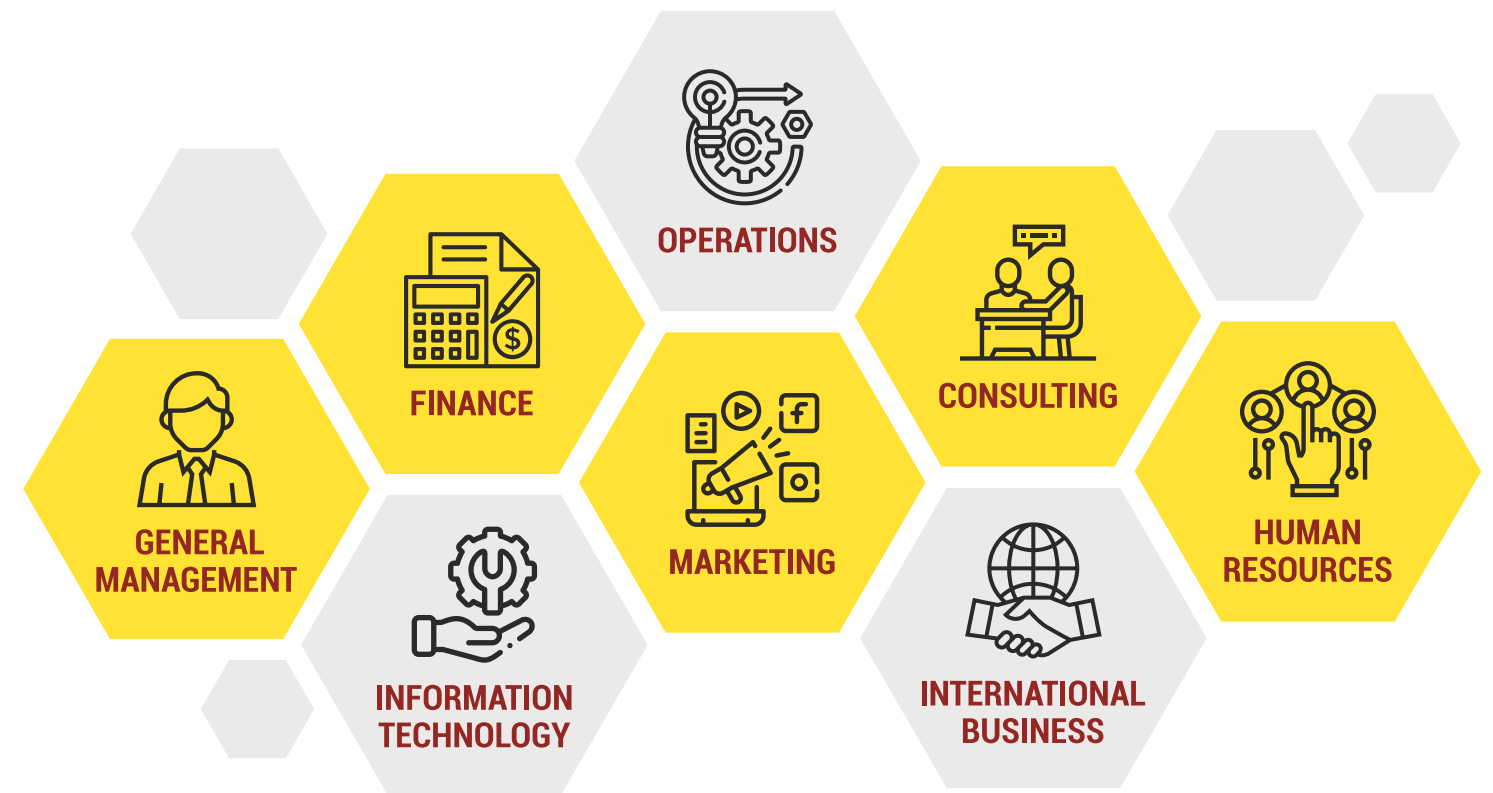 OPERATIONS
FINANCE
CONSULTING
GENERAL
MANAGEMENT
MARKETING
HUMAN
RESOURCES
INFORMATION
TECHNOLOGY
INTERNATIONAL
BUSINESS
$
f